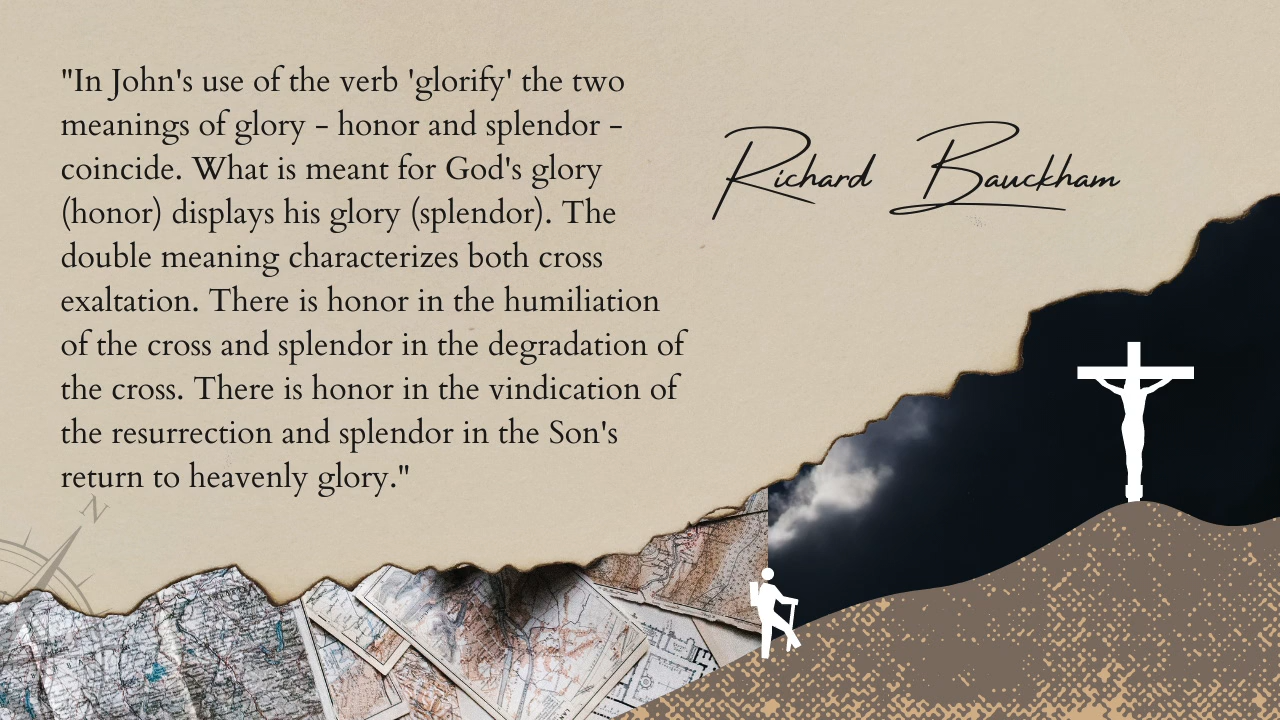 "In John's use of the verb 'glorify' the two
meanings of glory - honor and splendor -
coincide. What is meant for God's glory
(honor) displays his glory (splendor). The
double meaning characterizes both cross
exaltation. There is honor in the humiliation
of the cross and splendor in the degradation of
the cross. There is honor in the vindication of
the resurrection and splendor in the Son's
return to heavenly glory."
Richard Bauckham
N